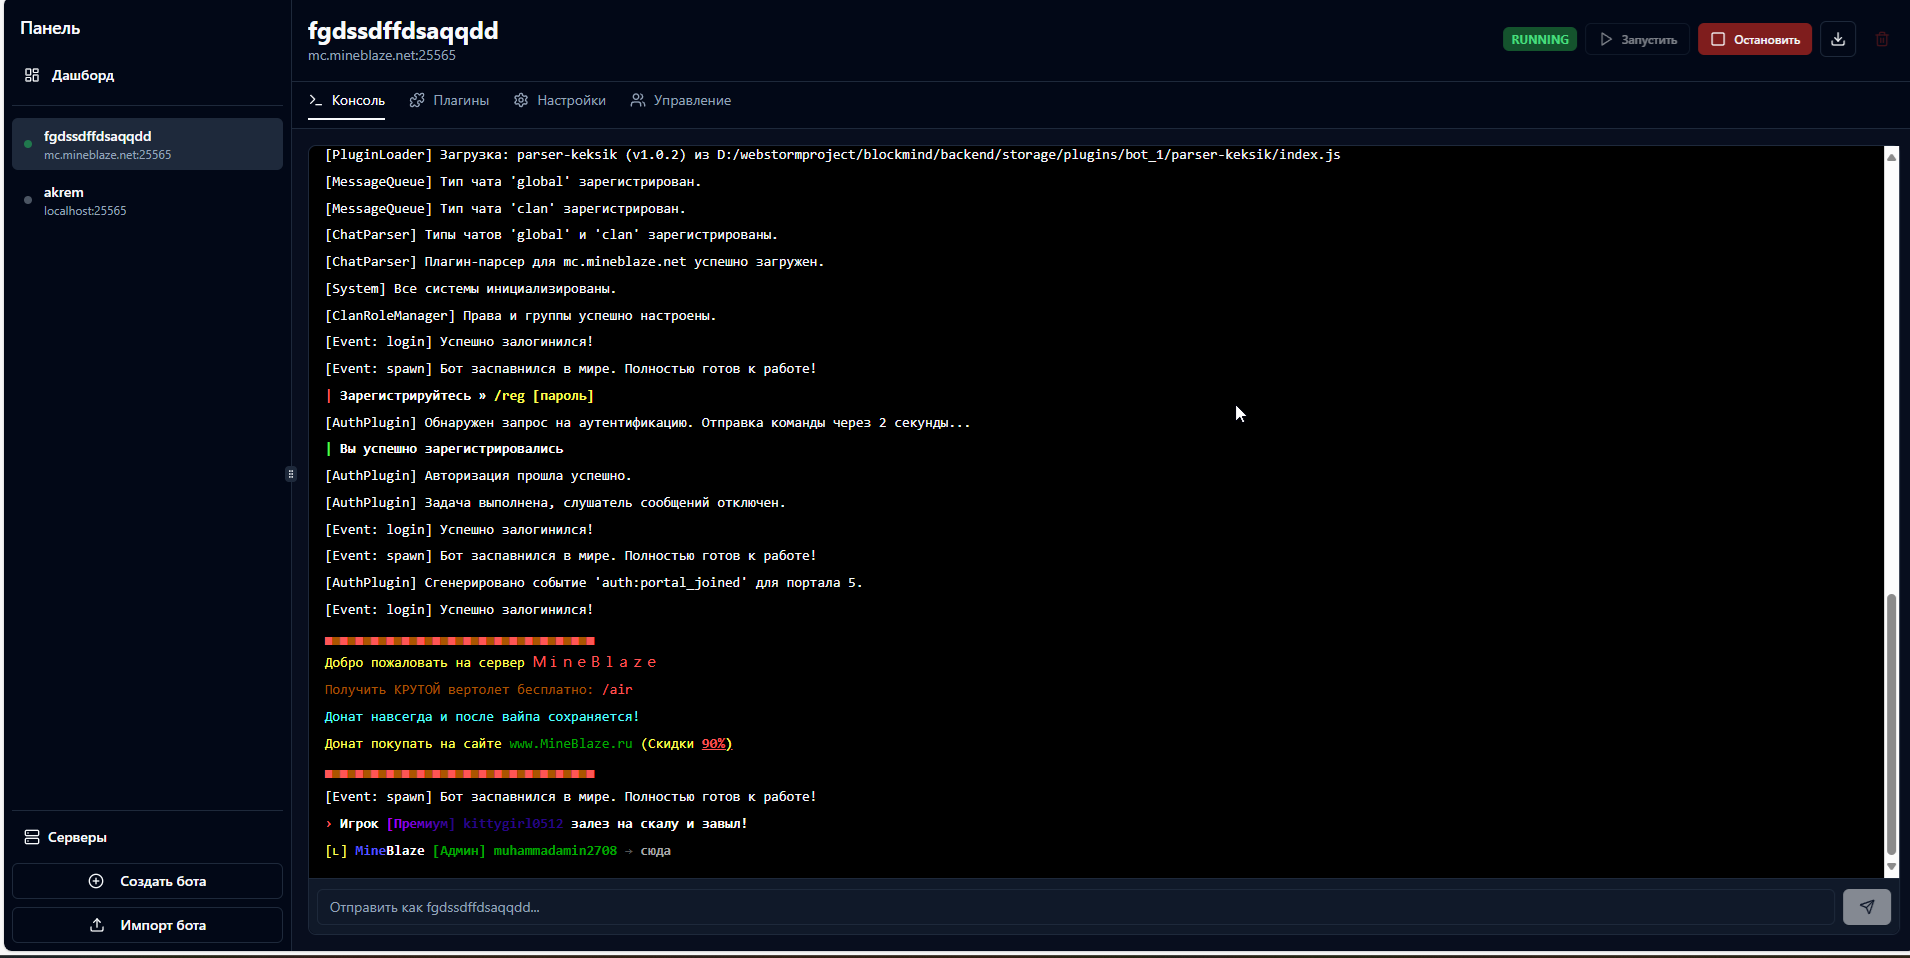 Панель
Дашборд
fgdssdffdsaqqdd
mc.mineblaze.net:25565
akrem
localhost:25565
Серверы
Создать бота
Импорт бота
fgdssdffdsaqqdd
mc.mineblaze.net:25565
RUNNING
Запустить
Остановить
Консоль
Плагины
Настройки
Управление
[PluginLoader] Загрузка: parser-keksik (v1.0.2) из D:/webstormproject/blockmind/backend/storage/plugins/bot_1/parser-keksik/index.js
[MessageQueue] Тип чата 'global' зарегистрирован.
[MessageQueue] Тип чата 'clan' зарегистрирован.
[ChatParser] Типы чатов 'global' и 'clan' зарегистрированы.
[ChatParser] Плагин-парсер для mc.mineblaze.net успешно загружен.
[System] Все системы инициализированы.
[ClanRoleManager] Права и группы успешно настроены.
[Event: login] Успешно залогинился!
[Event: spawn] Бот заспавнился в мире. Полностью готов к работе!
| Зарегистрируйтесь » /reg [пароль]
[AuthPlugin] Обнаружен запрос на аутентификацию. Отправка команды через 2 секунды...
| Вы успешно зарегистрировались
[AuthPlugin] Авторизация прошла успешно.
[AuthPlugin] Задача выполнена, слушатель сообщений отключен.
[Event: login] Успешно залогинился!
[Event: spawn] Бот заспавнился в мире. Полностью готов к работе!
[AuthPlugin] Сгенерировано событие 'auth:portal_joined' для портала 5.
[Event: login] Успешно залогинился!
Добро пожаловать на сервер ＭｉｎｅＢｌａｚｅ
Получить КРУТОЙ вертолет бесплатно: /air
Донат навсегда и после вайпа сохраняется!
Донат покупать на сайте www.MineBlaze.ru (Скидки 90%)
[Event: spawn] Бот заспавнился в мире. Полностью готов к работе!
› Игрок [Премиум] kittygirl0512 залез на скалу и завыл!
[ʟ] MineBlaze [Админ] muhammadamin2708 → сюда
Отправить как fgdssdffdsaqqdd...